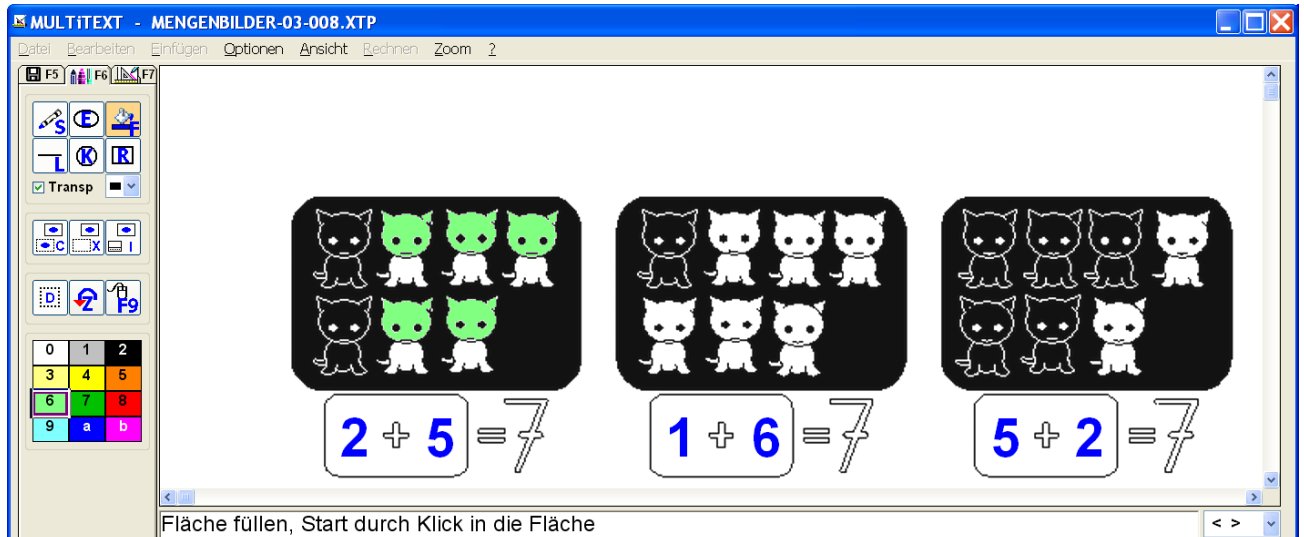 MULTiTEXT - MENGENBILDER-03-008.XTP
Datei Bearbeiten Einfügen Optionen Ansicht Rechnen Zoom ?
F5 F6 F7
S E F
L K R
Transp
C X I
D Z F9
0 1 2
3 4 5
6 7 8
9 a b
2 + 5 = 7 1 + 6 = 7 5 + 2 = 7
Fläche füllen, Start durch Klick in die Fläche < >